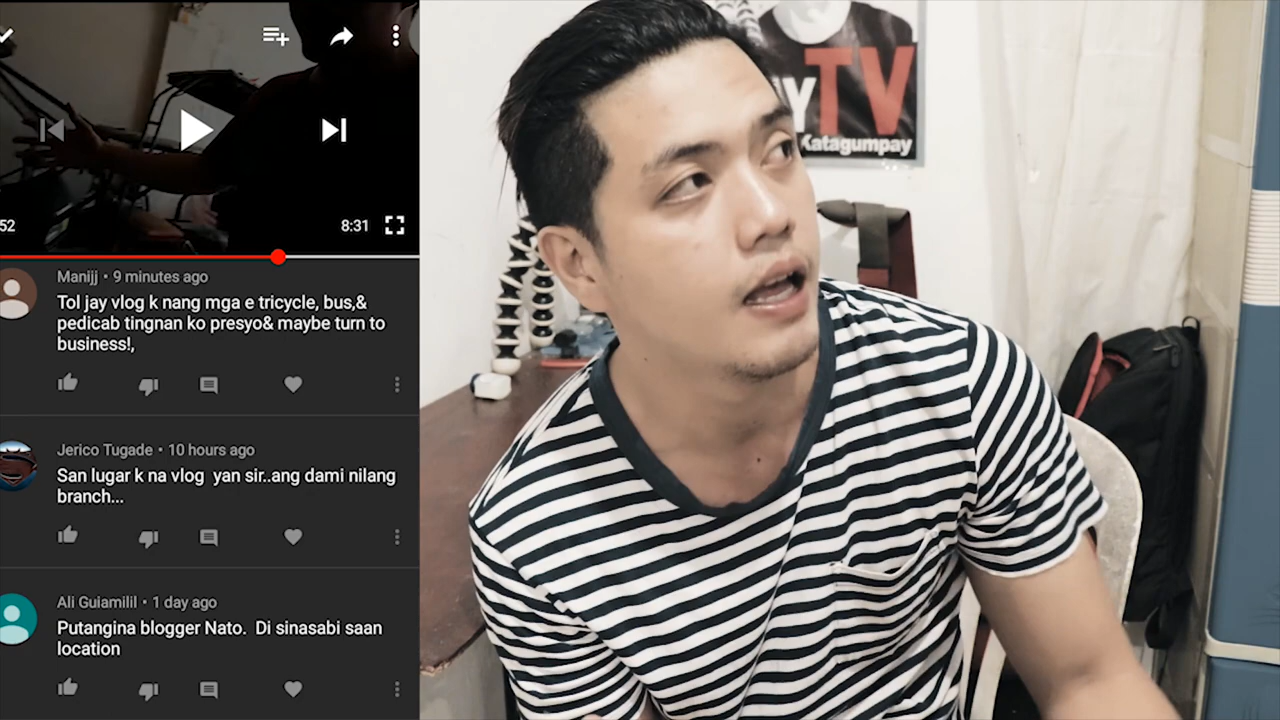 52
8:31
Manijj • 9 minutes ago
Tol jay vlog k nang mga e tricycle, bus,&
pedicab tingnan ko presyo& maybe turn to
business!,
Jerico Tugade • 10 hours ago
San lugar k na vlog  yan sir..ang dami nilang
branch...
Ali Guiamilil • 1 day ago
Putangina blogger Nato.  Di sinasabi saan
location
YTV
Katagumpay